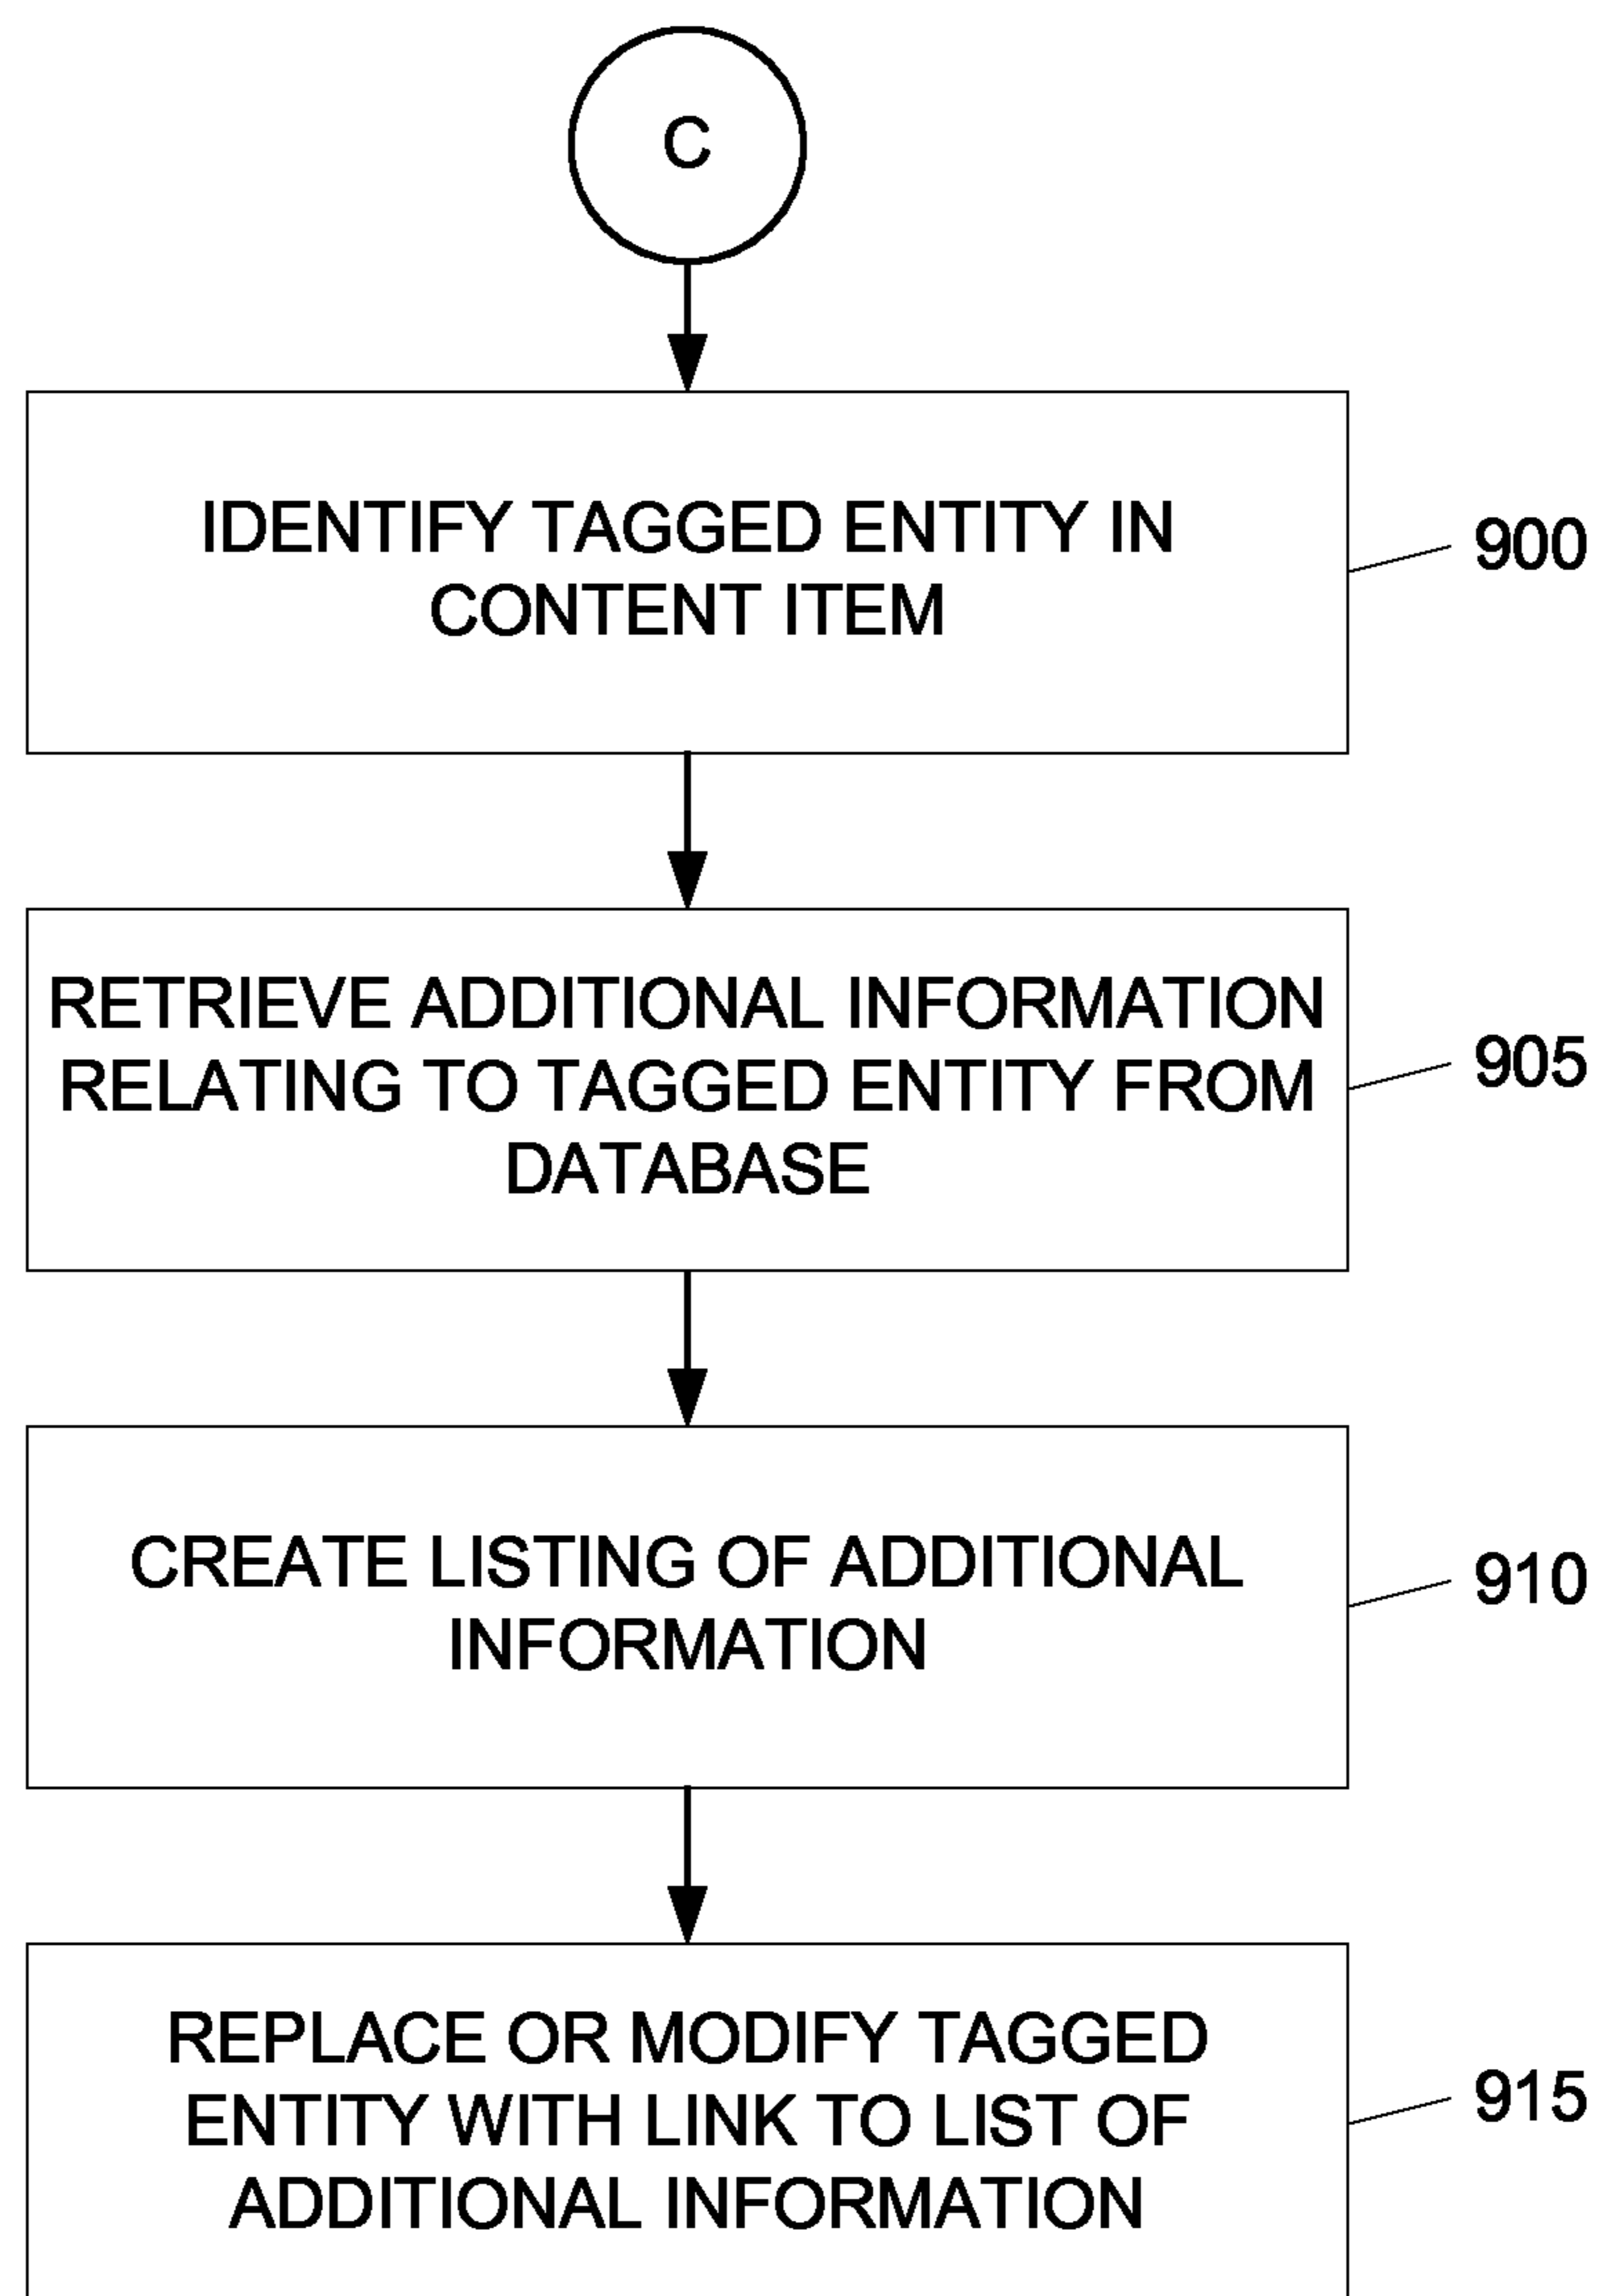 C
IDENTIFY TAGGED ENTITY IN
CONTENT ITEM
900
RETRIEVE ADDITIONAL INFORMATION
RELATING TO TAGGED ENTITY FROM
DATABASE
905
CREATE LISTING OF ADDITIONAL
INFORMATION
910
REPLACE OR MODIFY TAGGED
ENTITY WITH LINK TO LIST OF
ADDITIONAL INFORMATION
915